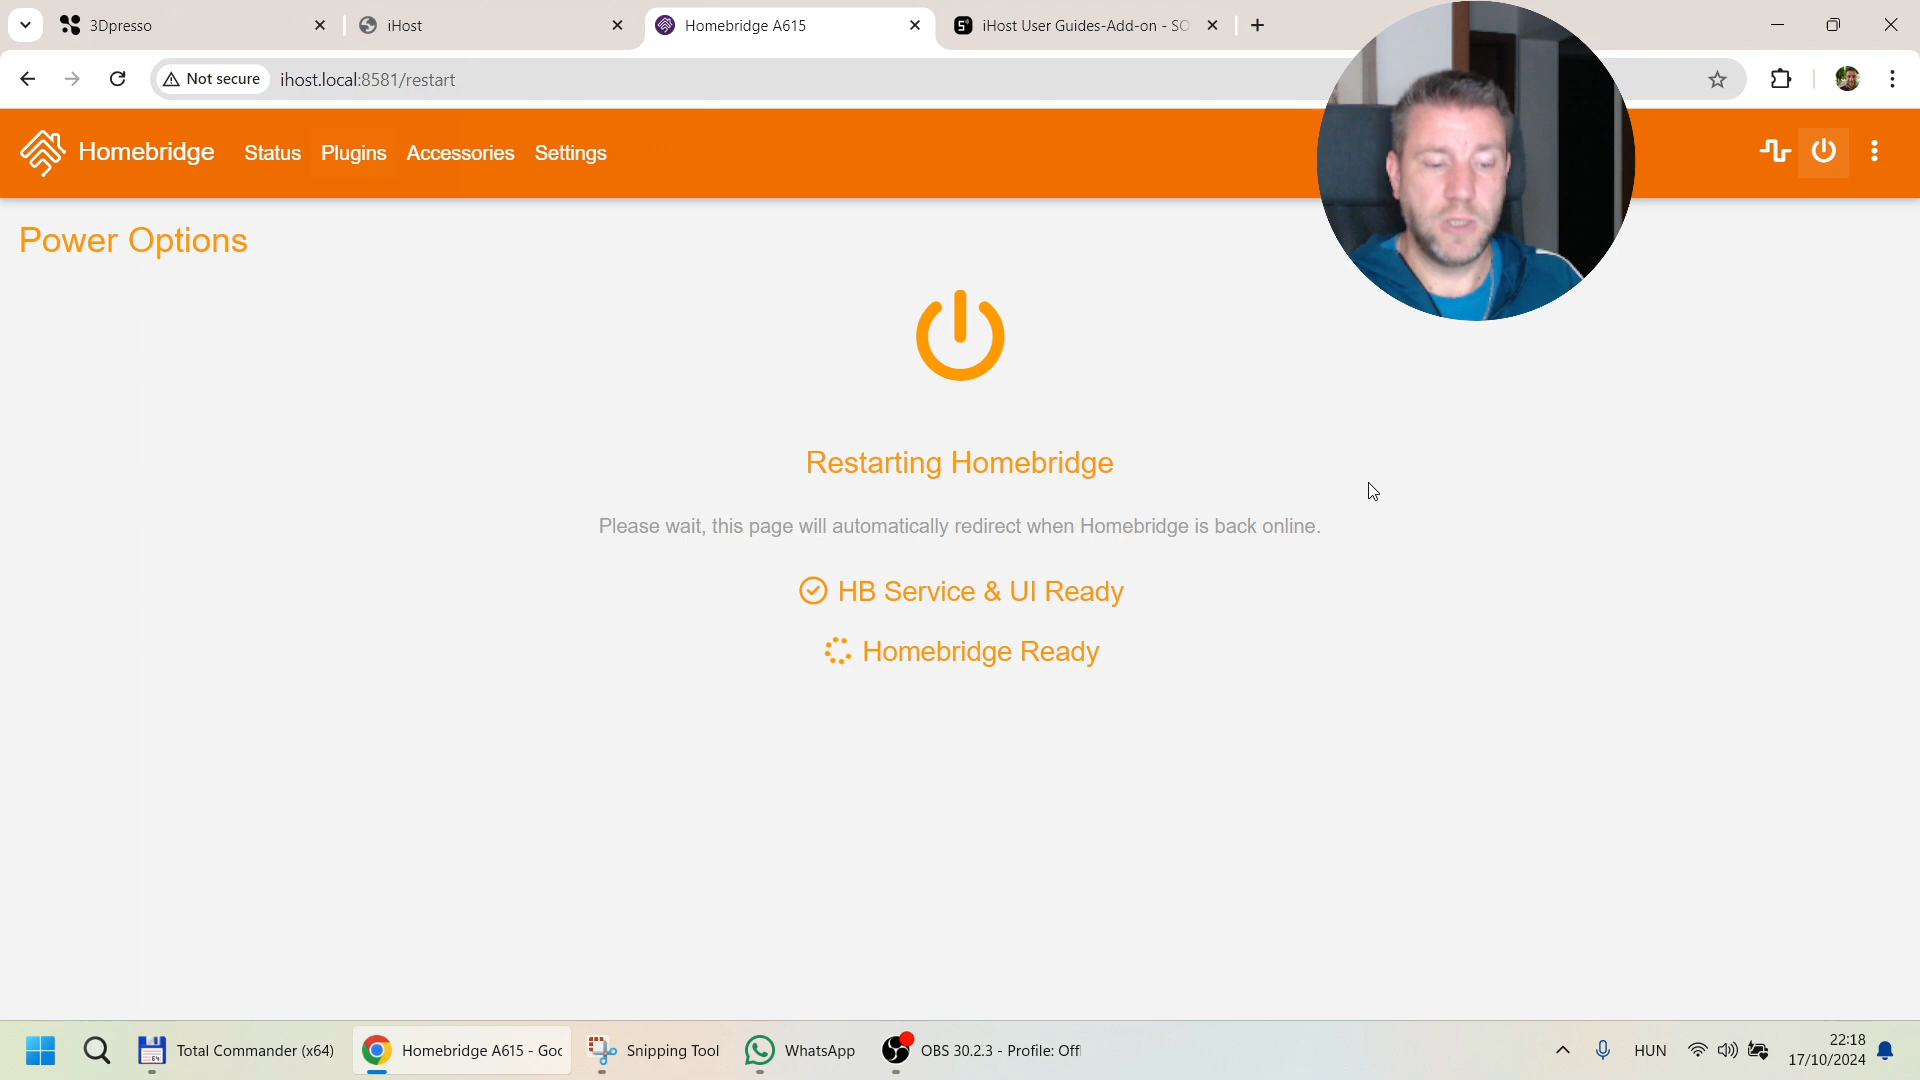 3Dpresso
iHost
Homebridge A615
iHost User Guides-Add-on - SO
Not secure
ihost.local:8581/restart
Homebridge
Status
Plugins
Accessories
Settings
Power Options
Restarting Homebridge
Please wait, this page will automatically redirect when Homebridge is back online.
HB Service & UI Ready
Homebridge Ready
64
Total Commander (x64)
Homebridge A615 - Goo
Snipping Tool
WhatsApp
OBS 30.2.3 - Profile: Offi
HUN
22:18
17/10/2024